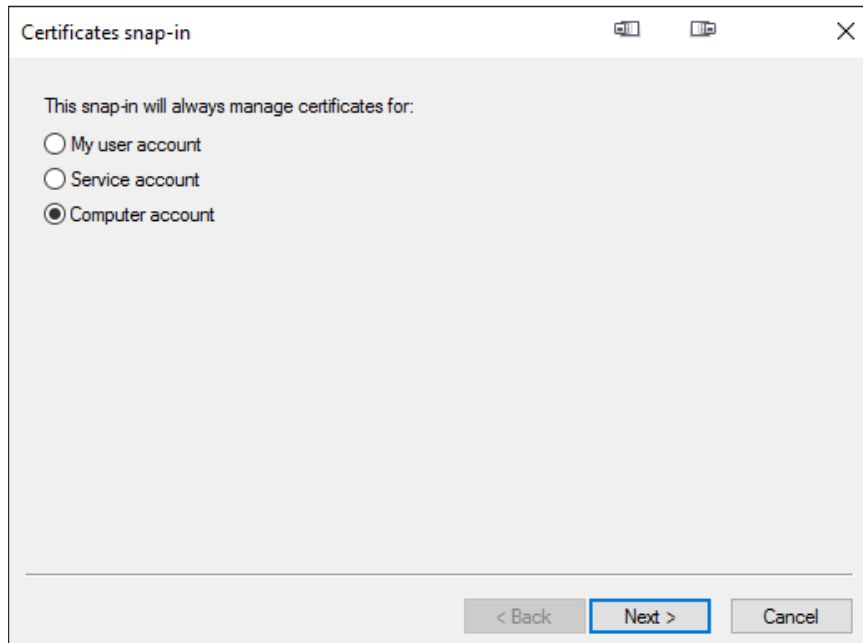 Certificates snap-in
This snap-in will always manage certificates for:
My user account
Service account
Computer account
< Back
Next >
Cancel